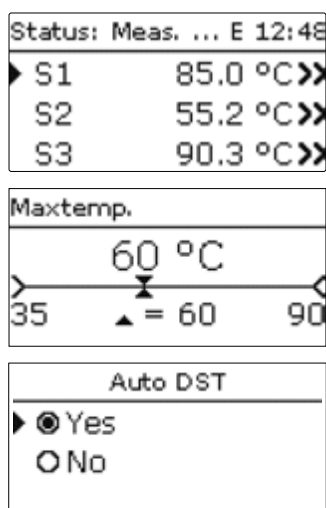 Status: Meas. ... E 12:48
S1 85.0 °C
S2 55.2 °C
S3 90.3 °C
Maxtemp.
60 °C
35 ▲ = 60 90
Auto DST
Yes
No